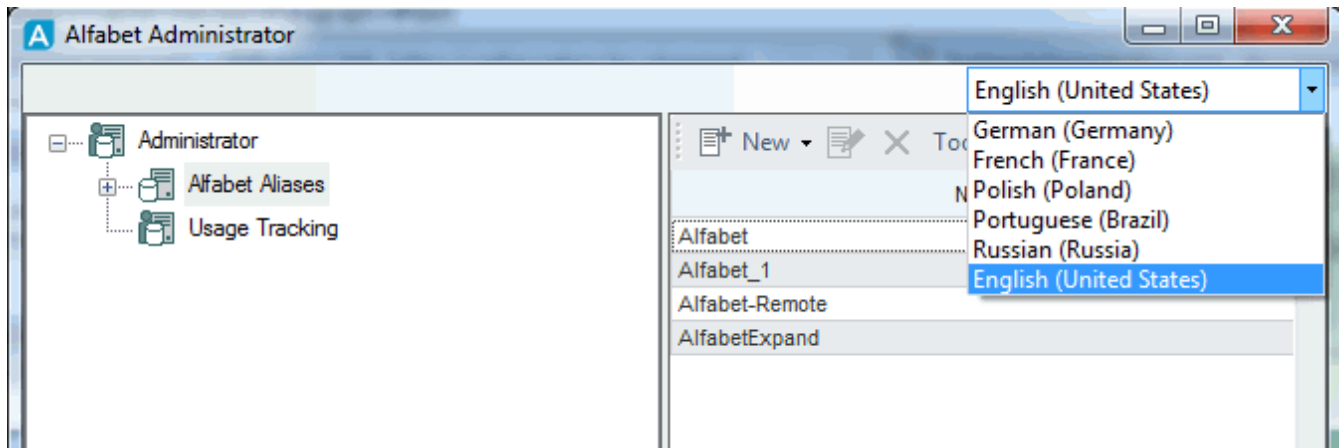 A Alfabet Administrator
English (United States)
German (Germany)
French (France)
Polish (Poland)
Portuguese (Brazil)
Russian (Russia)
English (United States)
Administrator
Alfabet Aliases
Usage Tracking
New
Alfabet
Alfabet_1
Alfabet-Remote
AlfabetExpand